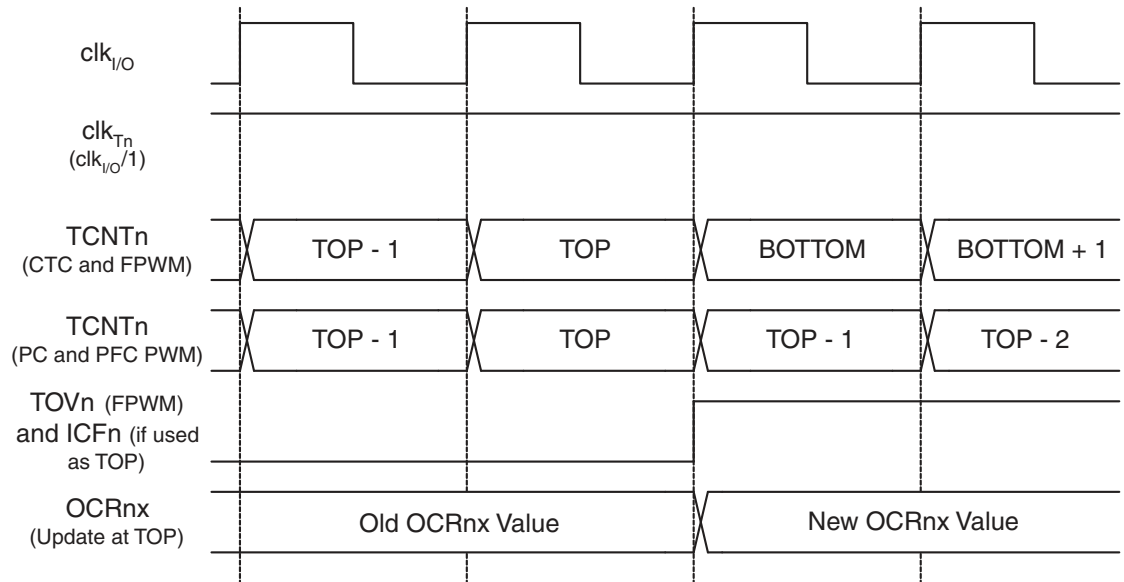 clkI/O
clkTn
(clkI/O/1)
TCNTn
(CTC and FPWM)
TOP - 1
TOP
BOTTOM
BOTTOM + 1
TCNTn
(PC and PFC PWM)
TOP - 1
TOP
TOP - 1
TOP - 2
TOVn (FPWM)
and ICFn (if used
as TOP)
OCRnx
(Update at TOP)
Old OCRnx Value
New OCRnx Value